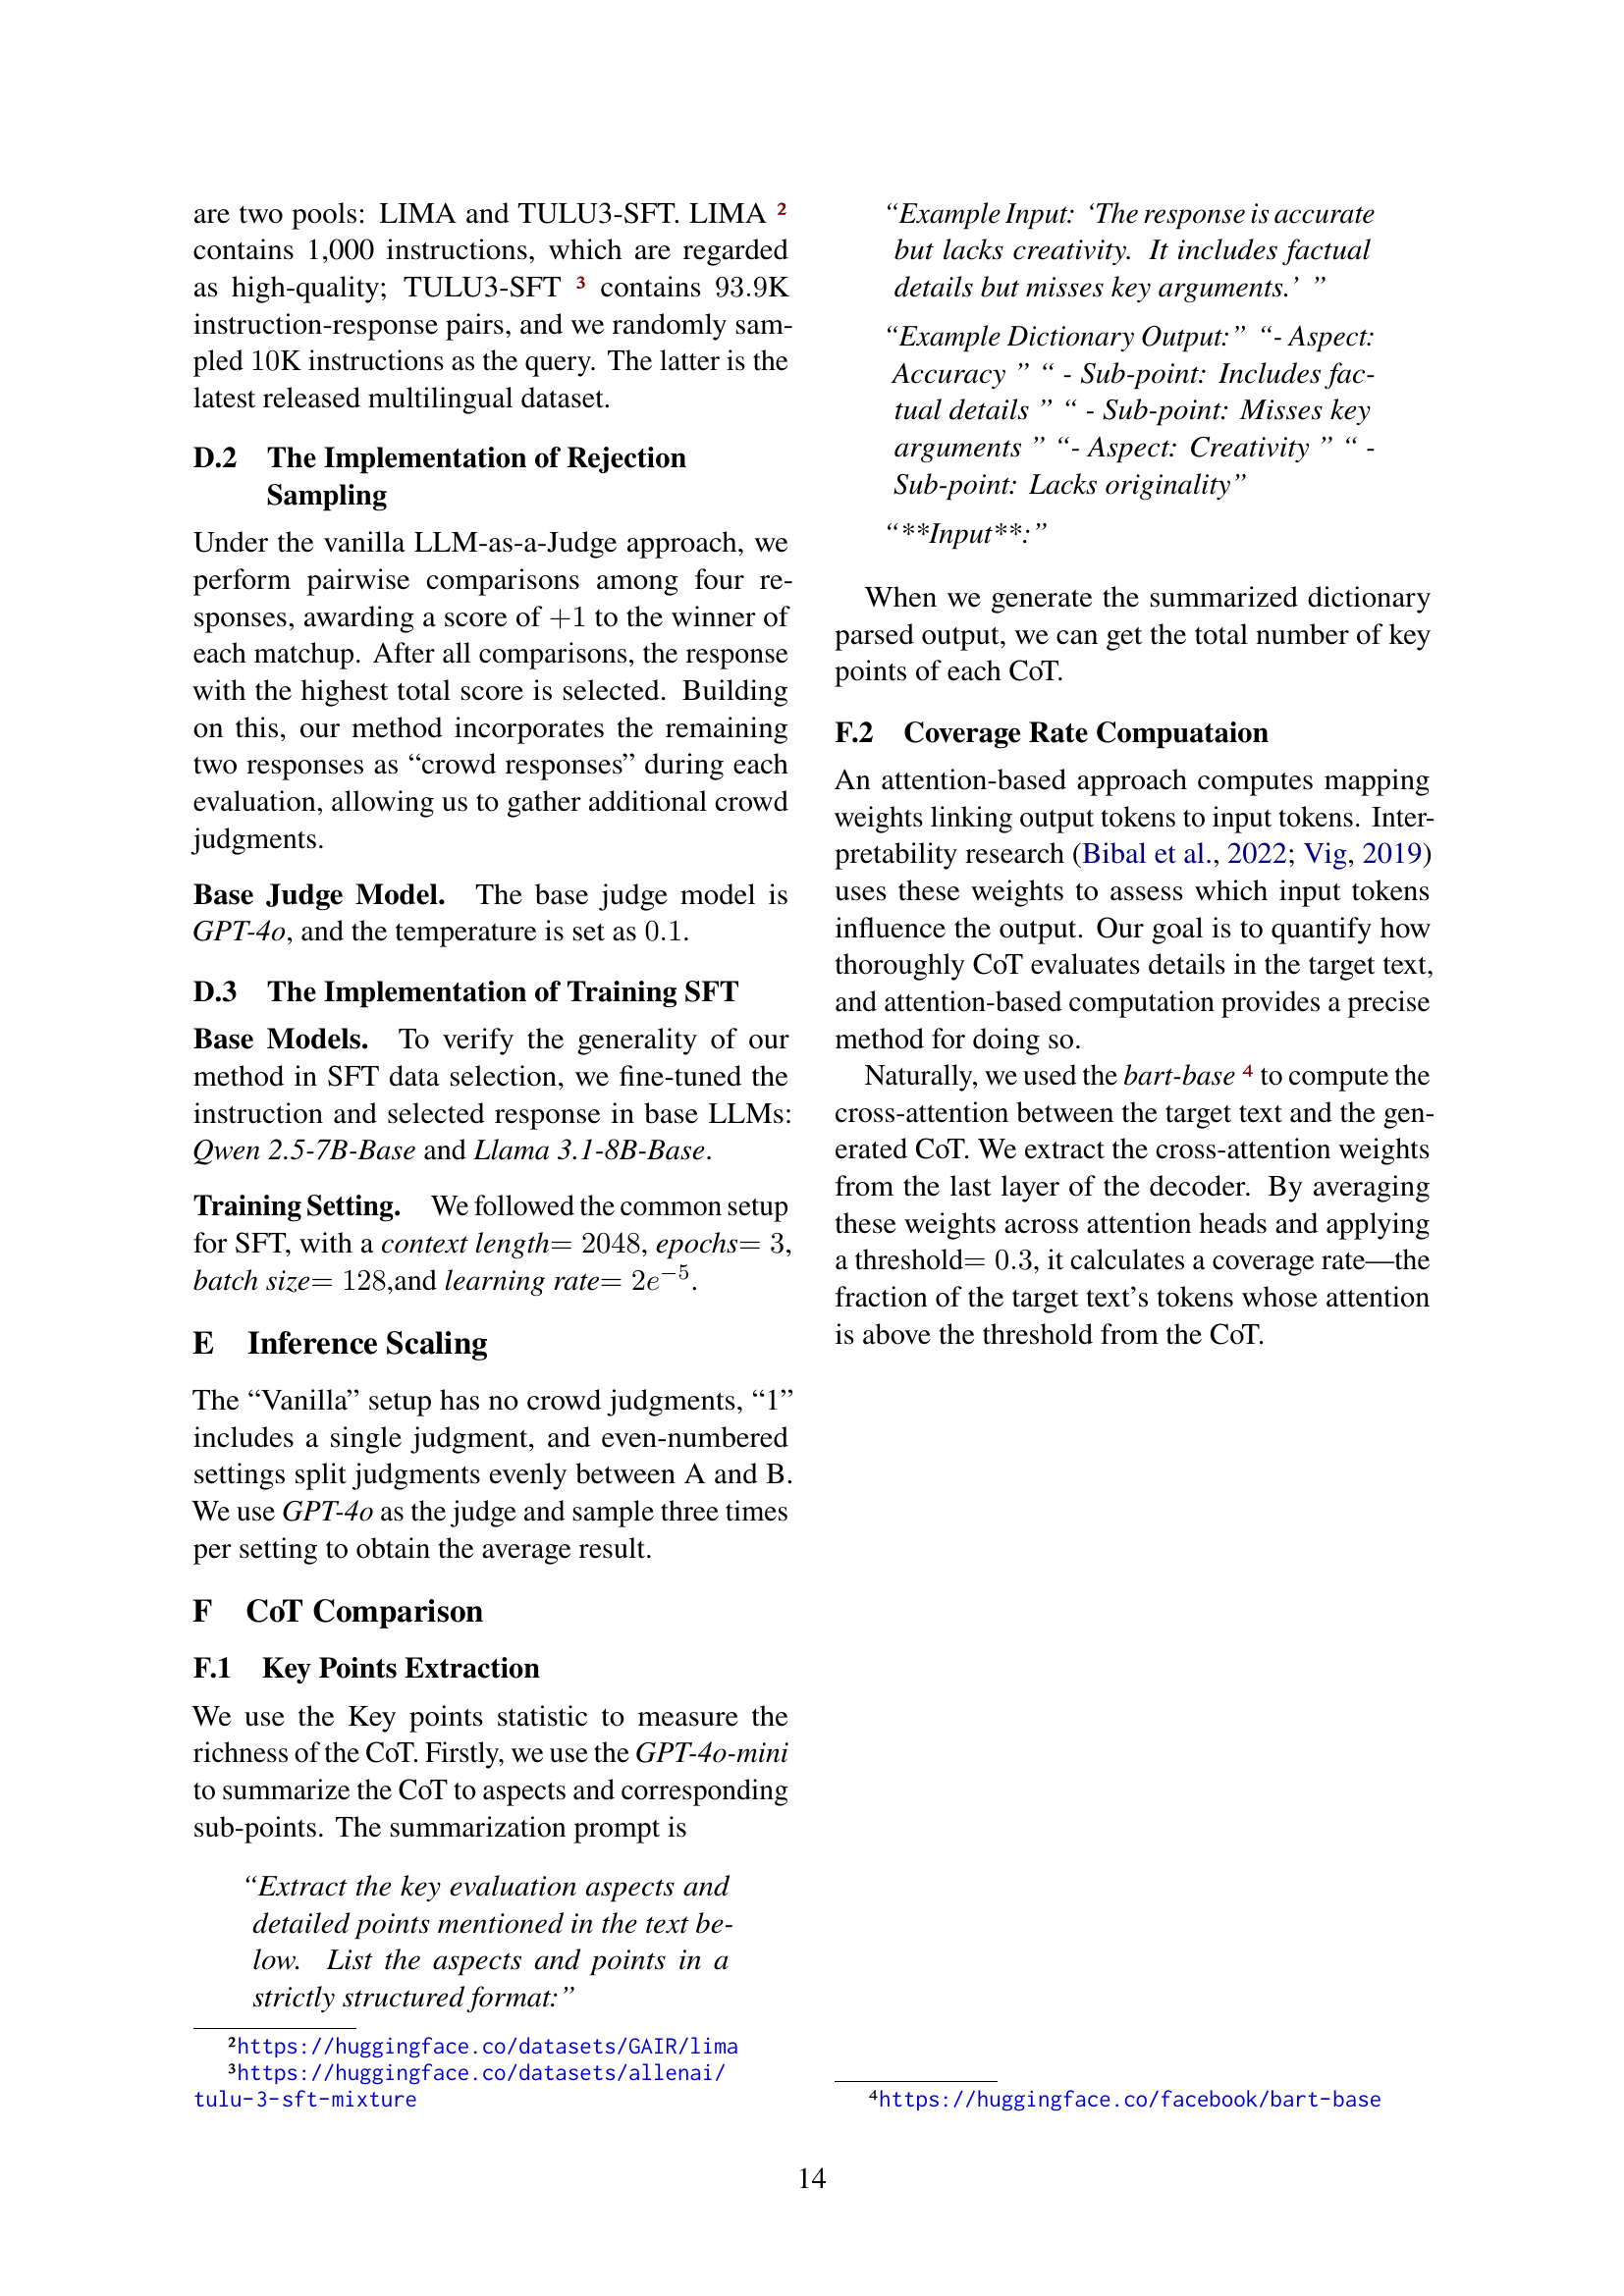 are two pools: LIMA and TULU3-SFT. LIMA ²
contains 1,000 instructions, which are regarded
as high-quality; TULU3-SFT ³ contains 93.9K
instruction-response pairs, and we randomly sam-
pled 10K instructions as the query. The latter is the
latest released multilingual dataset.
D.2 The Implementation of Rejection
Sampling
Under the vanilla LLM-as-a-Judge approach, we
perform pairwise comparisons among four re-
sponses, awarding a score of +1 to the winner of
each matchup. After all comparisons, the response
with the highest total score is selected. Building
on this, our method incorporates the remaining
two responses as “crowd responses” during each
evaluation, allowing us to gather additional crowd
judgments.
Base Judge Model. The base judge model is
GPT-4o, and the temperature is set as 0.1.
D.3 The Implementation of Training SFT
Base Models. To verify the generality of our
method in SFT data selection, we fine-tuned the
instruction and selected response in base LLMs:
Qwen 2.5-7B-Base and Llama 3.1-8B-Base.
Training Setting. We followed the common setup
for SFT, with a context length= 2048, epochs= 3,
batch size= 128,and learning rate= 2e⁻⁵.
E Inference Scaling
The “Vanilla” setup has no crowd judgments, “1”
includes a single judgment, and even-numbered
settings split judgments evenly between A and B.
We use GPT-4o as the judge and sample three times
per setting to obtain the average result.
F CoT Comparison
F.1 Key Points Extraction
We use the Key points statistic to measure the
richness of the CoT. Firstly, we use the GPT-4o-mini
to summarize the CoT to aspects and corresponding
sub-points. The summarization prompt is
“Extract the key evaluation aspects and
detailed points mentioned in the text be-
low. List the aspects and points in a
strictly structured format:”
²https://huggingface.co/datasets/GAIR/lima
³https://huggingface.co/datasets/allenai/
tulu-3-sft-mixture
“Example Input: ‘The response is accurate
but lacks creativity. It includes factual
details but misses key arguments.’ ”
“Example Dictionary Output:” “- Aspect:
Accuracy ” “ - Sub-point: Includes fac-
tual details ” “ - Sub-point: Misses key
arguments ” “- Aspect: Creativity ” “ -
Sub-point: Lacks originality”
“**Input**:”
When we generate the summarized dictionary
parsed output, we can get the total number of key
points of each CoT.
F.2 Coverage Rate Compuataion
An attention-based approach computes mapping
weights linking output tokens to input tokens. Inter-
pretability research (Bibal et al., 2022; Vig, 2019)
uses these weights to assess which input tokens
influence the output. Our goal is to quantify how
thoroughly CoT evaluates details in the target text,
and attention-based computation provides a precise
method for doing so.
Naturally, we used the bart-base ⁴ to compute the
cross-attention between the target text and the gen-
erated CoT. We extract the cross-attention weights
from the last layer of the decoder. By averaging
these weights across attention heads and applying
a threshold= 0.3, it calculates a coverage rate—the
fraction of the target text’s tokens whose attention
is above the threshold from the CoT.
⁴https://huggingface.co/facebook/bart-base
14